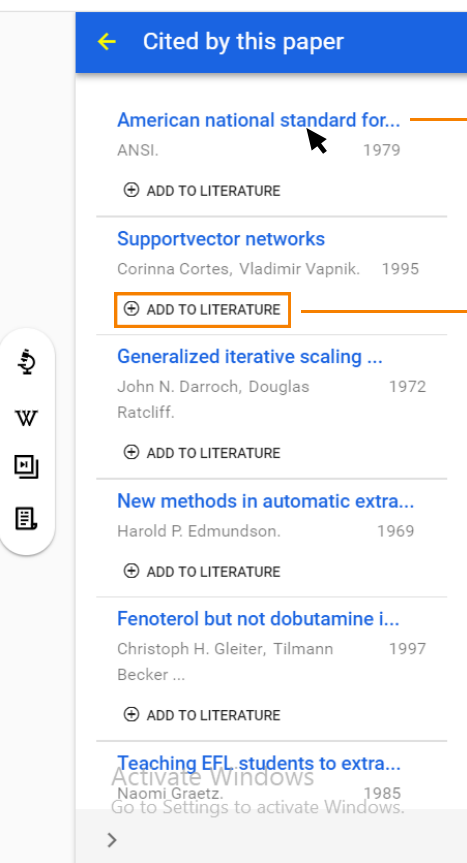 Cited by this paper
American national standard for...
ANSI. 1979
ADD TO LITERATURE
Supportvector networks
Corinna Cortes, Vladimir Vapnik. 1995
ADD TO LITERATURE
Generalized iterative scaling ...
John N. Darroch, Douglas 1972
Ratcliff.
ADD TO LITERATURE
New methods in automatic extra...
Harold P. Edmundson. 1969
ADD TO LITERATURE
Fenoterol but not dobutamine i...
Christoph H. Gleiter, Tilmann 1997
Becker ...
ADD TO LITERATURE
Teaching EFL students to extra...
Activate Windows
Naomi Graetz. 1985
Go to Settings to activate Windows.
W